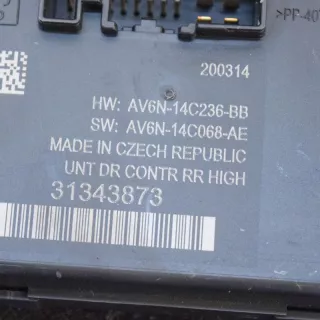 >PP-40
200314
HW: AV6N-14C236-BB
SW: AV6N-14C068-AE
MADE IN CZECH REPUBLIC
UNT DR CONTR RR HIGH
31343873